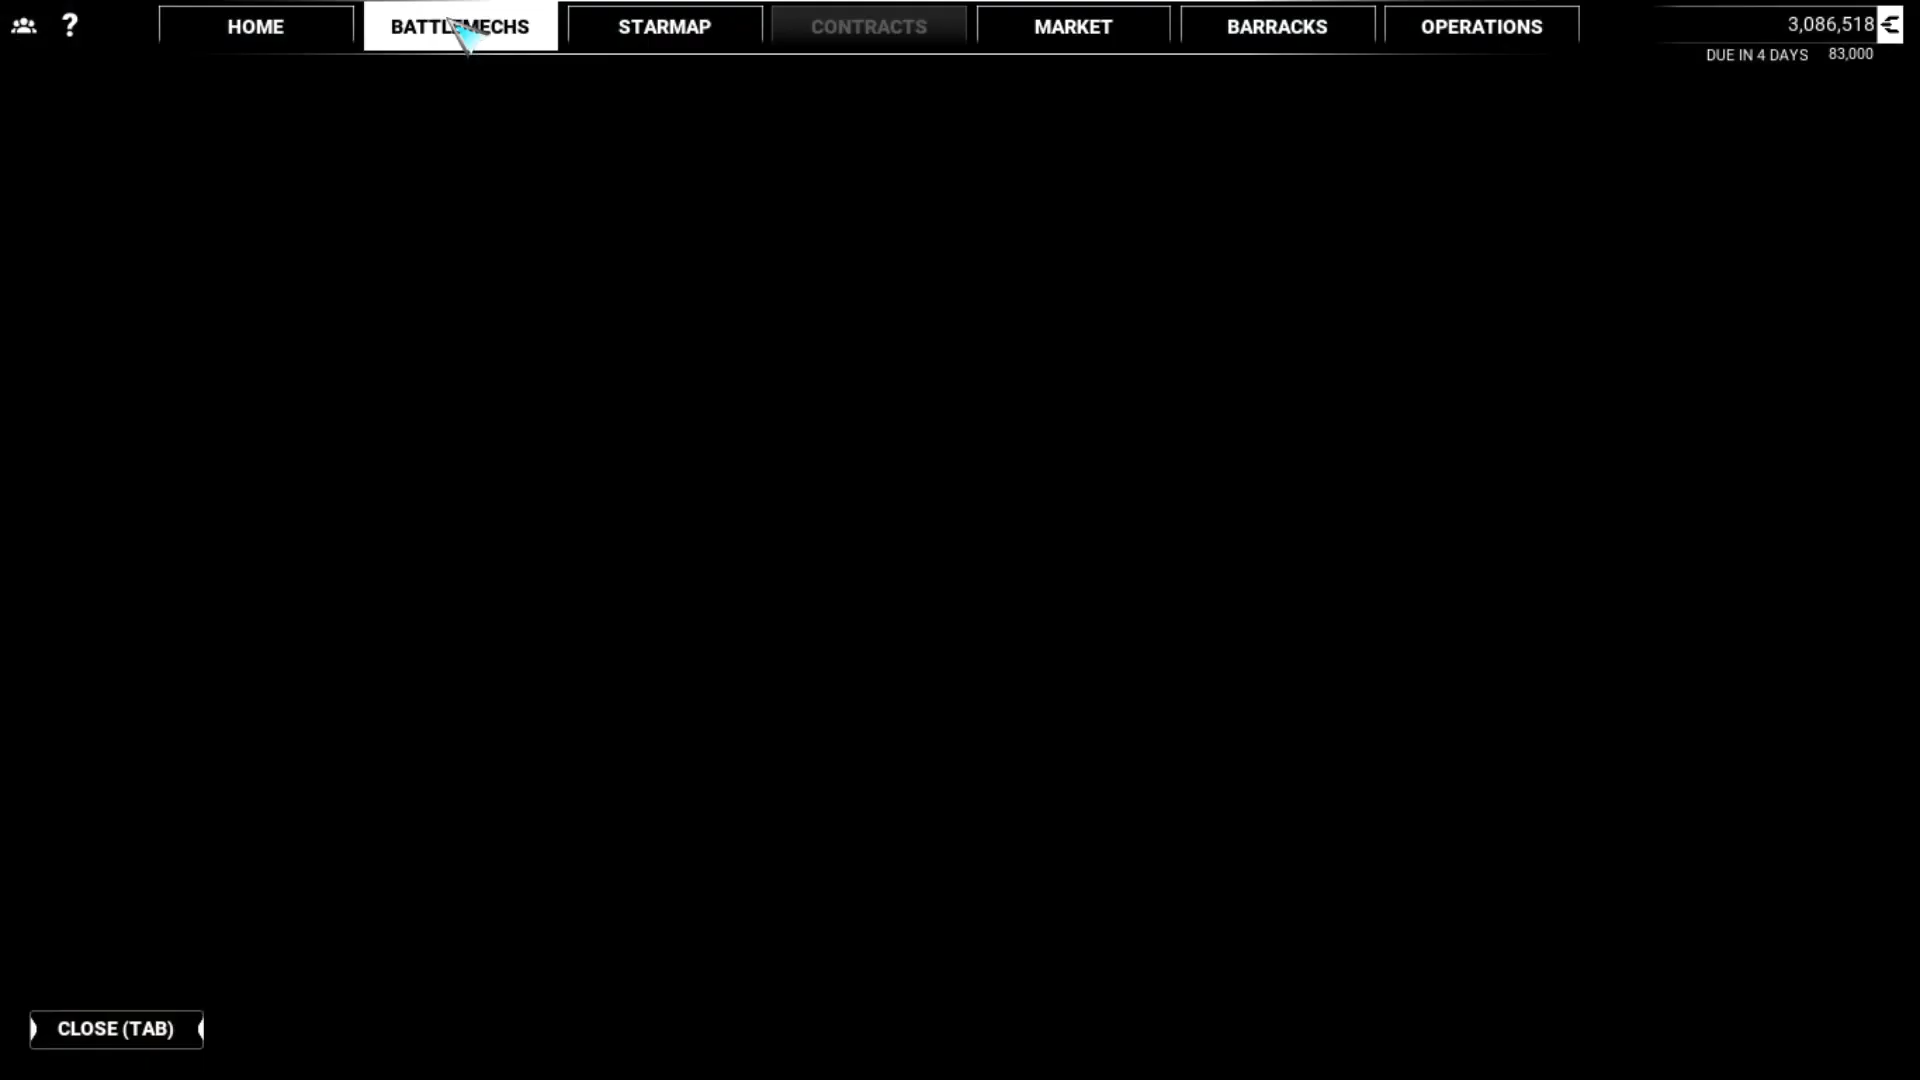 ?
HOME
BATTLEMECHS
STARMAP
CONTRACTS
MARKET
BARRACKS
OPERATIONS
3,086,518
DUE IN 4 DAYS 83,000
CLOSE (TAB)